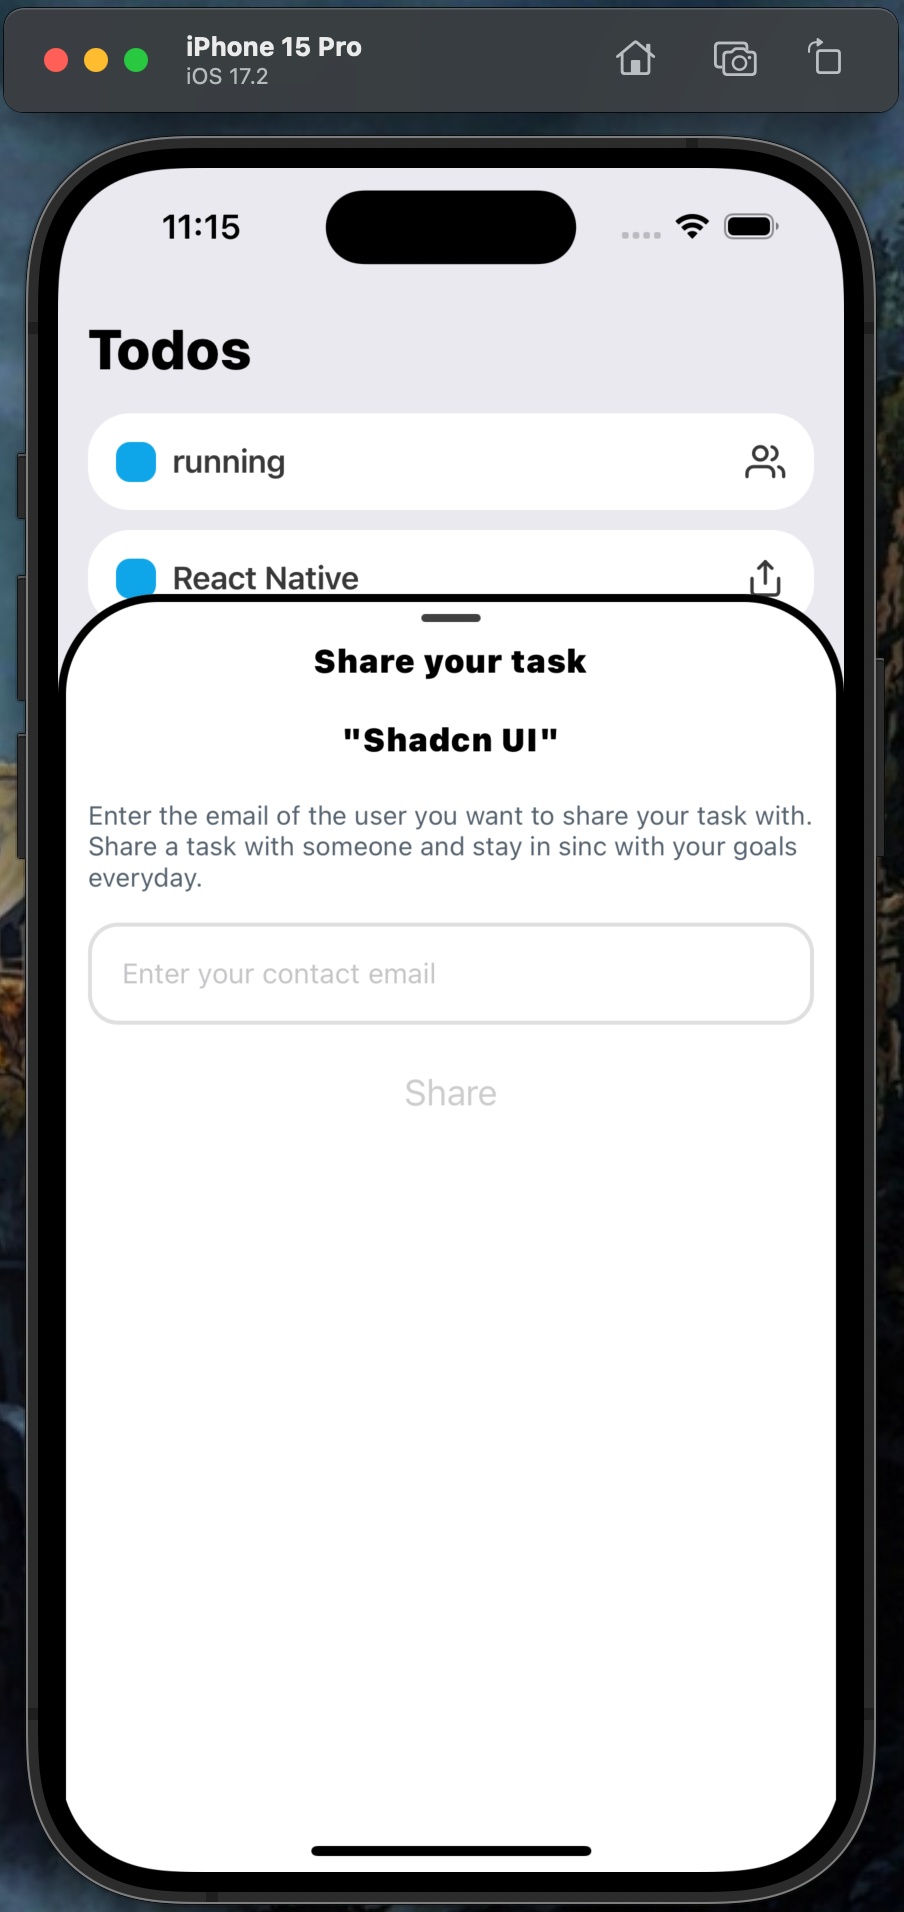 iPhone 15 Pro
iOS 17.2
11:15
Todos
running
React Native
Share your task
"Shadcn UI"
Enter the email of the user you want to share your task with.
Share a task with someone and stay in sinc with your goals
everyday.
Enter your contact email
Share